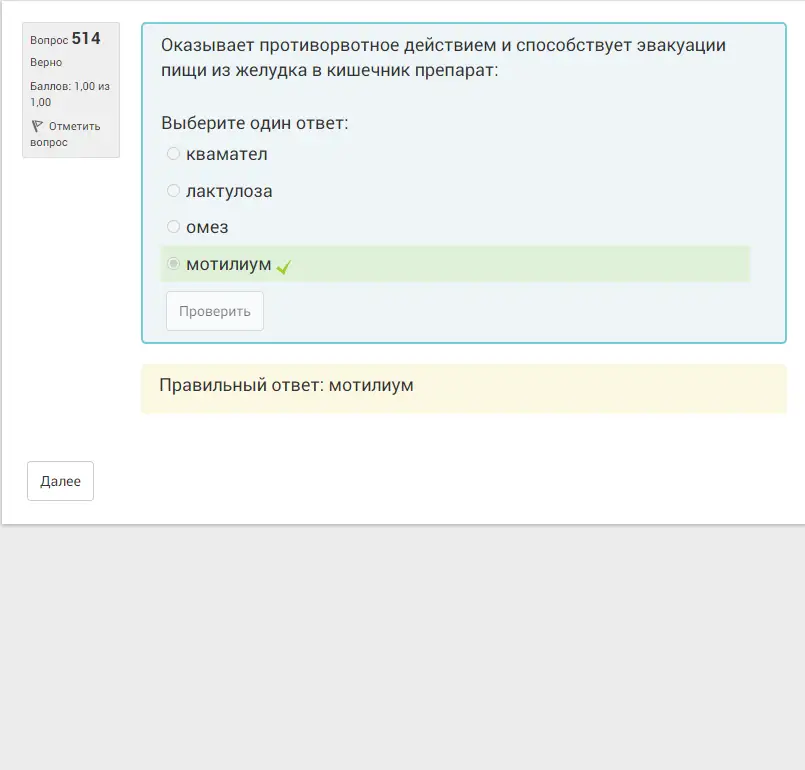 Вопрос 514
Верно
Баллов: 1,00 из
1,00
Отметить
вопрос
Оказывает противорвотное действием и способствует эвакуации
пищи из желудка в кишечник препарат:
Выберите один ответ:
квамател
лактулоза
омез
мотилиум
Проверить
Правильный ответ: мотилиум
Далее